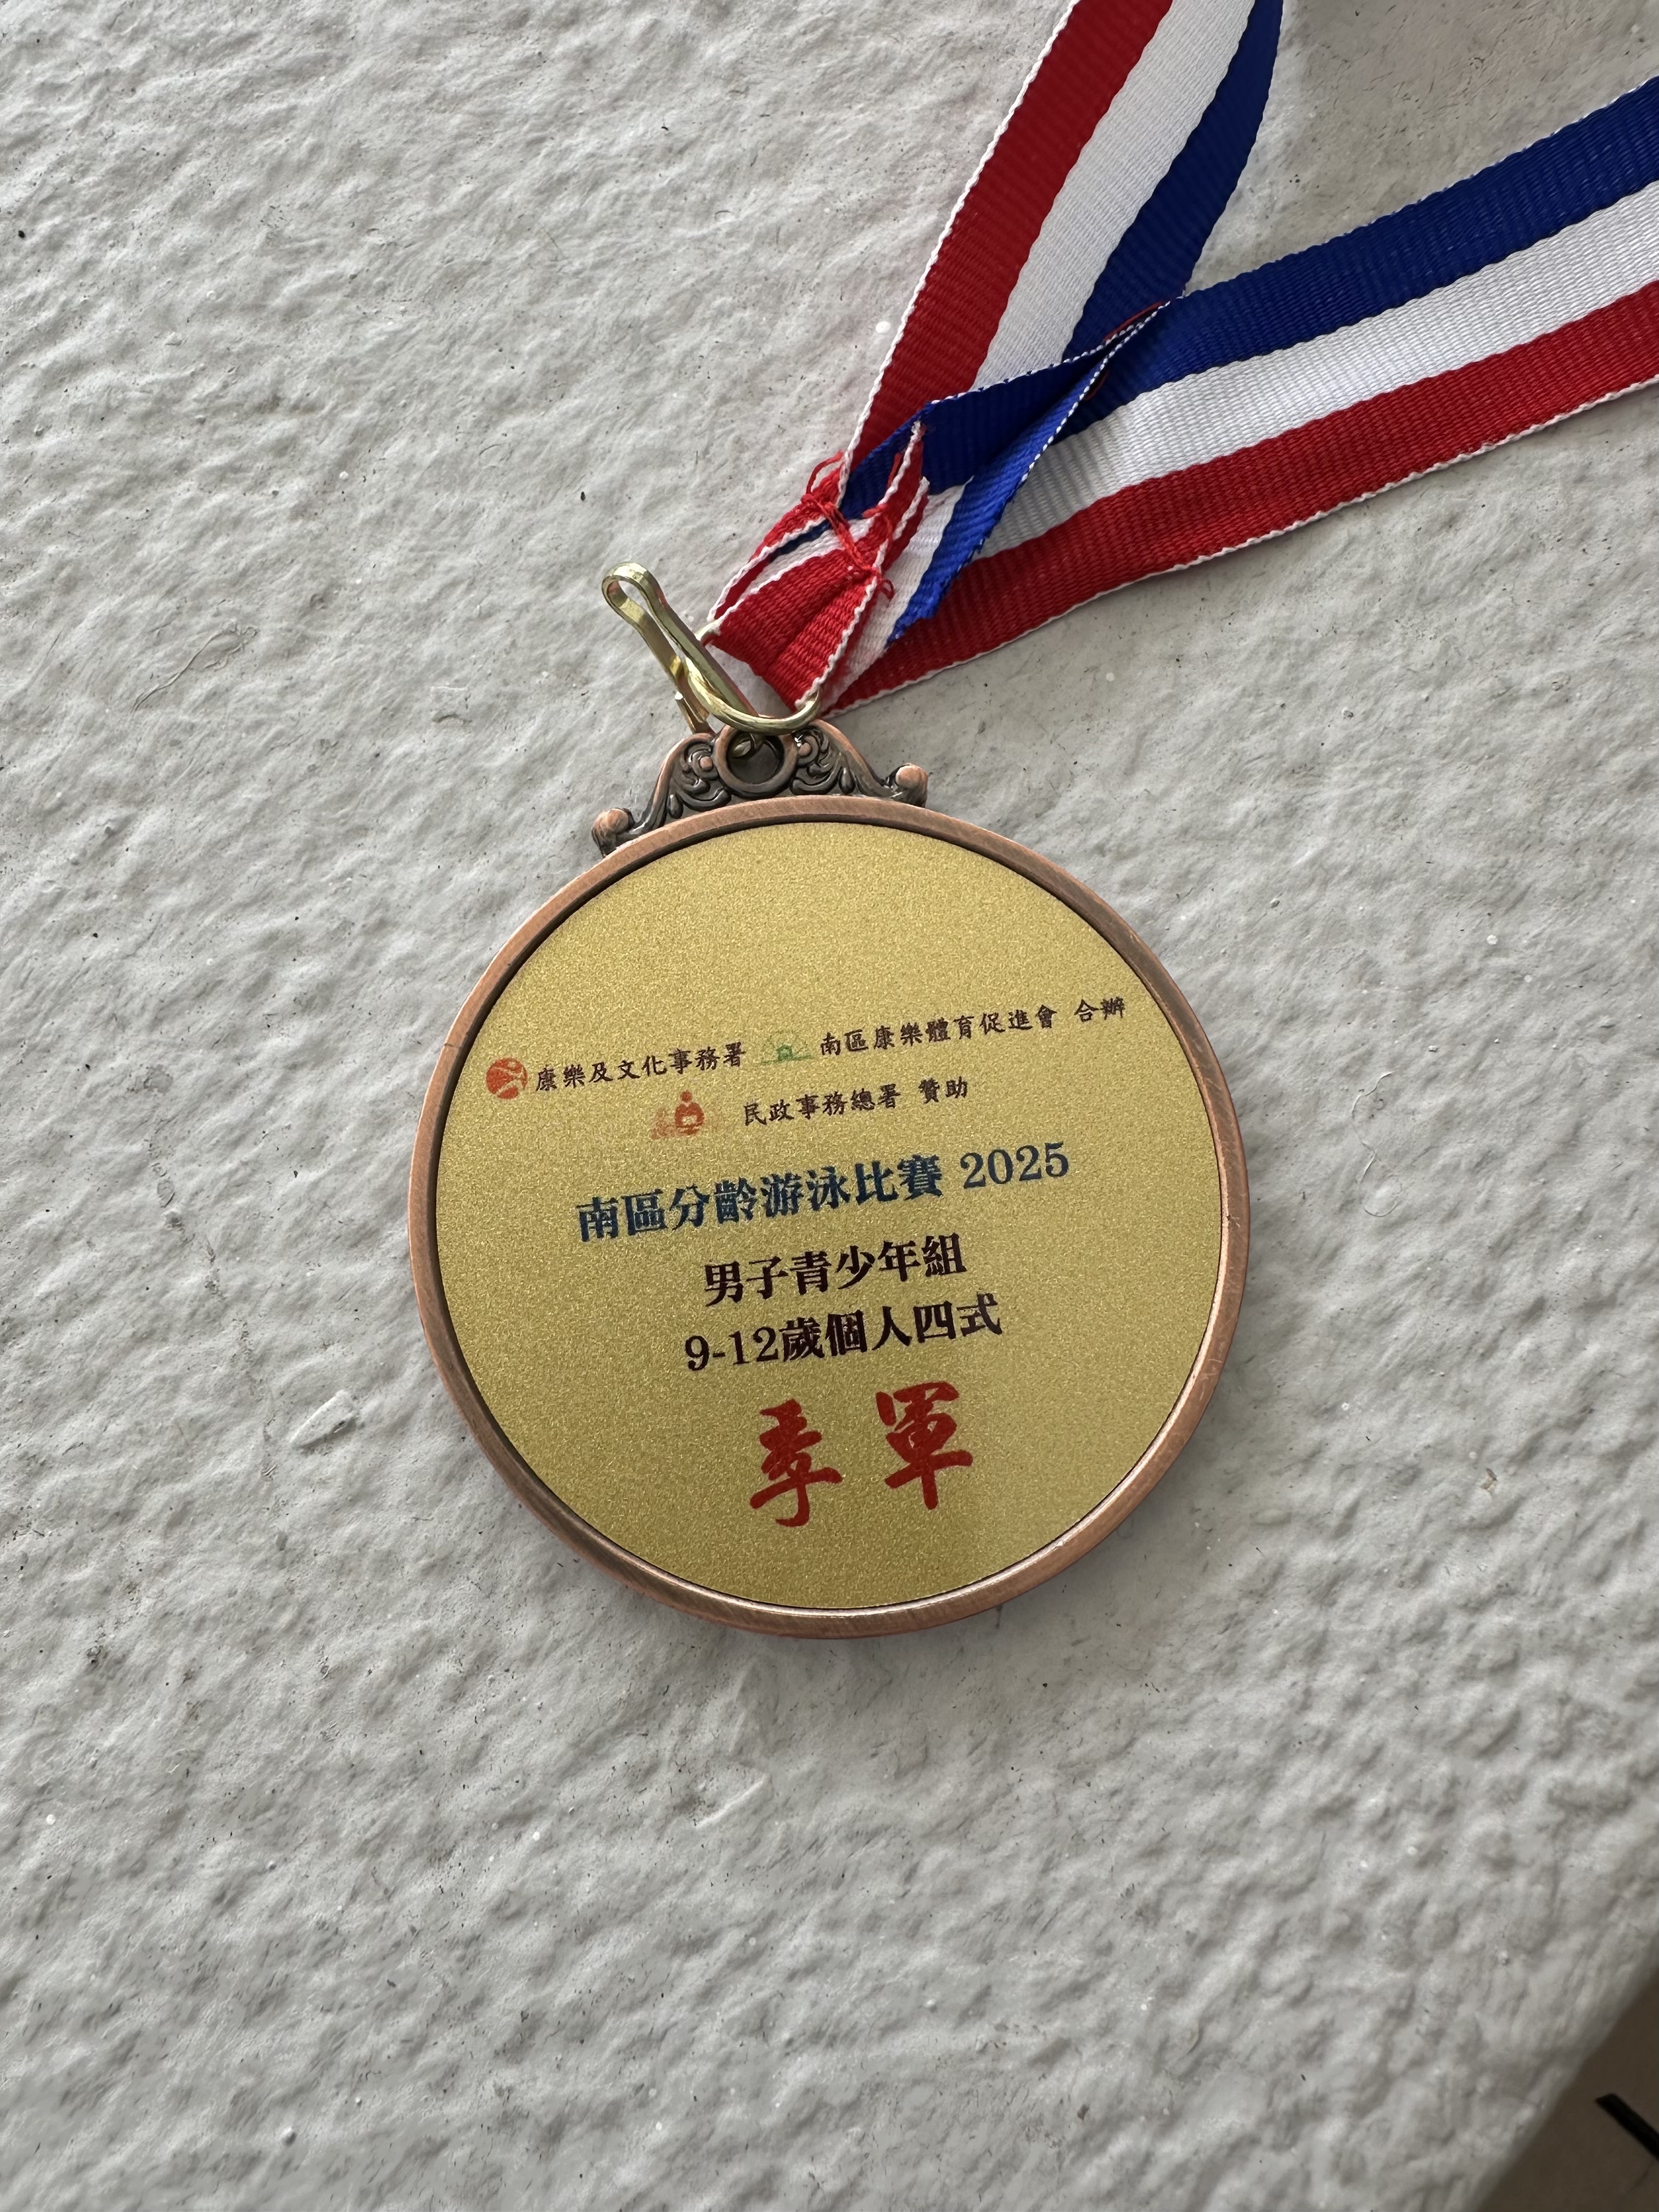 康樂及文化事務署 南區康樂體育促進會 合辦
民政事務總署 贊助
南區分齡游泳比賽 2025
男子青少年組
9-12歲個人四式
季軍